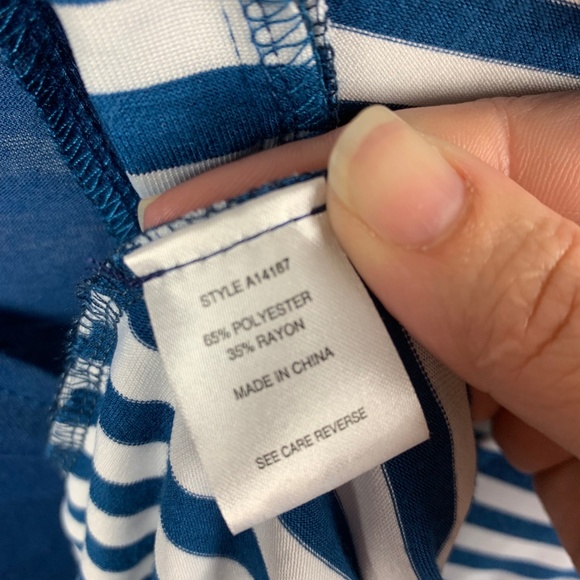 STYLE A14187
65% POLYESTER
35% RAYON
MADE IN CHINA
SEE CARE REVERSE